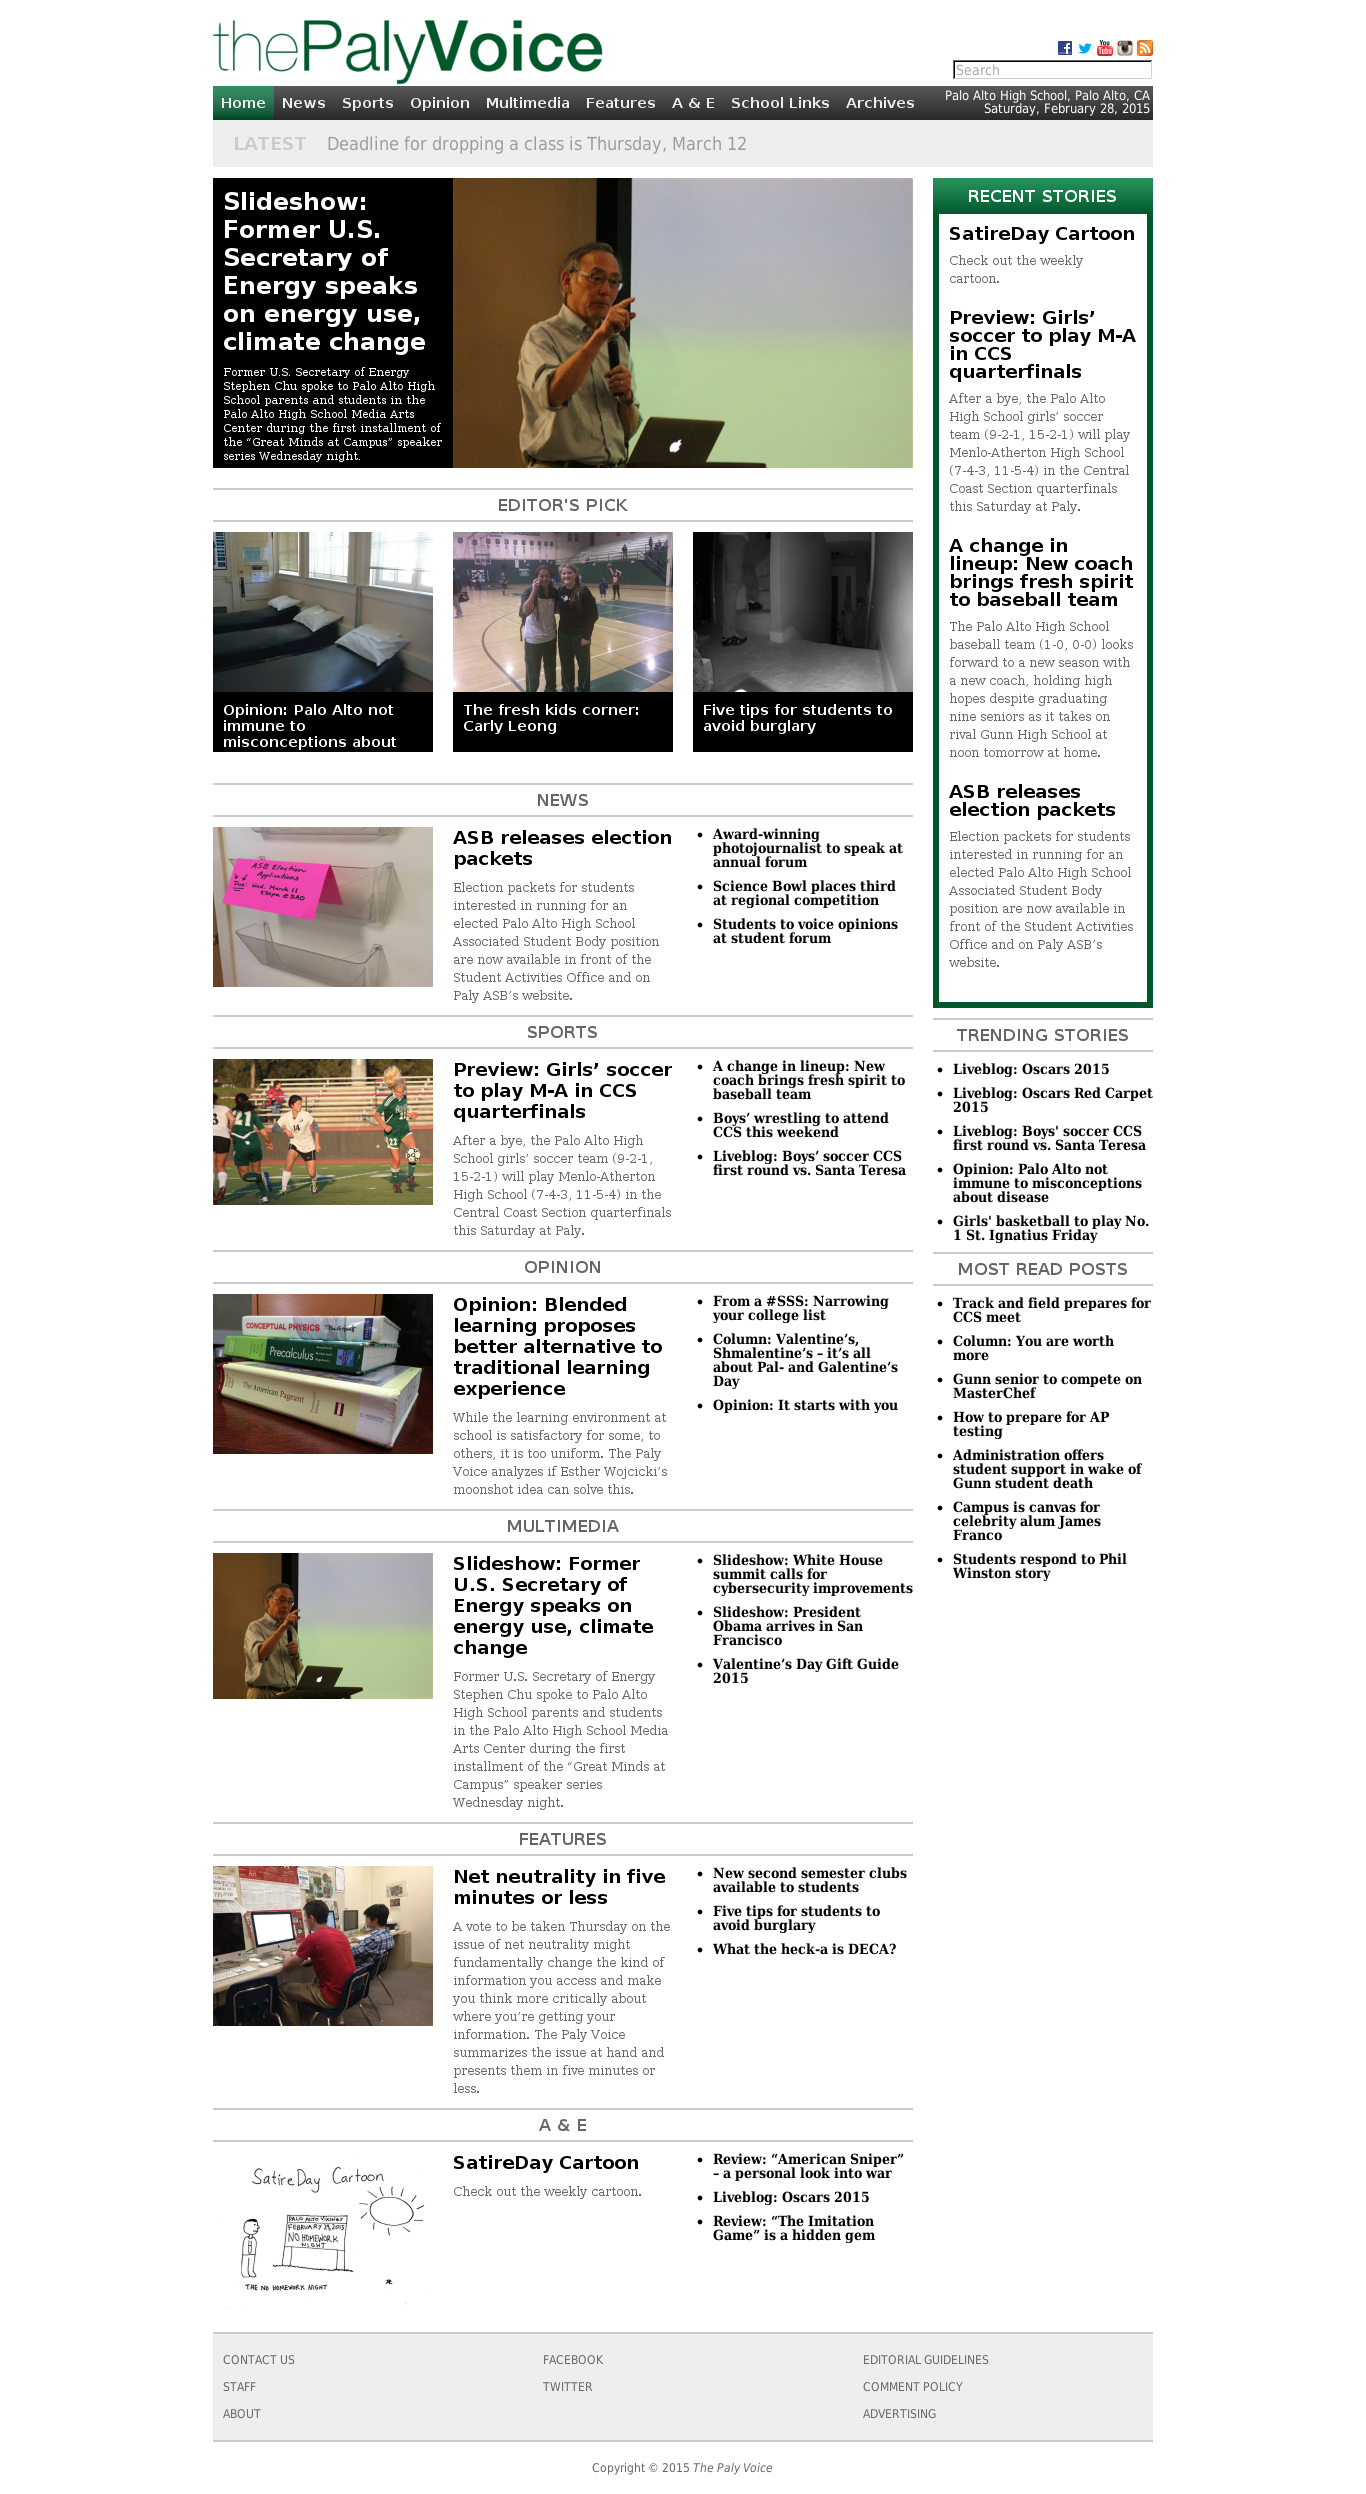 thePalyVoice
Search
Home News Sports Opinion Multimedia Features A & E School Links Archives
Palo Alto High School, Palo Alto, CA
Saturday, February 28, 2015
LATEST Deadline for dropping a class is Thursday, March 12
Slideshow:
Former U.S.
Secretary of
Energy speaks
on energy use,
climate change
Former U.S. Secretary of Energy
Stephen Chu spoke to Palo Alto High
School parents and students in the
Palo Alto High School Media Arts
Center during the first installment of
the “Great Minds at Campus” speaker
series Wednesday night.
EDITOR'S PICK
Opinion: Palo Alto not
immune to
misconceptions about
The fresh kids corner:
Carly Leong
Five tips for students to
avoid burglary
NEWS
ASB Election
Applications
Due:
Wed. March 11
ASB releases election
packets
Election packets for students
interested in running for an
elected Palo Alto High School
Associated Student Body position
are now available in front of the
Student Activities Office and on
Paly ASB’s website.
• Award-winning
photojournalist to speak at
annual forum
• Science Bowl places third
at regional competition
• Students to voice opinions
at student forum
SPORTS
Preview: Girls’ soccer
to play M-A in CCS
quarterfinals
After a bye, the Palo Alto High
School girls’ soccer team (9-2-1,
15-2-1) will play Menlo-Atherton
High School (7-4-3, 11-5-4) in the
Central Coast Section quarterfinals
this Saturday at Paly.
• A change in lineup: New
coach brings fresh spirit to
baseball team
• Boys’ wrestling to attend
CCS this weekend
• Liveblog: Boys’ soccer CCS
first round vs. Santa Teresa
OPINION
CONCEPTUAL PHYSICS
Precalculus
The American Pageant
Opinion: Blended
learning proposes
better alternative to
traditional learning
experience
While the learning environment at
school is satisfactory for some, to
others, it is too uniform. The Paly
Voice analyzes if Esther Wojcicki’s
moonshot idea can solve this.
• From a #SSS: Narrowing
your college list
• Column: Valentine’s,
Shmalentine’s – it’s all
about Pal- and Galentine’s
Day
• Opinion: It starts with you
MULTIMEDIA
Slideshow: Former
U.S. Secretary of
Energy speaks on
energy use, climate
change
Former U.S. Secretary of Energy
Stephen Chu spoke to Palo Alto
High School parents and students
in the Palo Alto High School Media
Arts Center during the first
installment of the “Great Minds at
Campus” speaker series
Wednesday night.
• Slideshow: White House
summit calls for
cybersecurity improvements
• Slideshow: President
Obama arrives in San
Francisco
• Valentine’s Day Gift Guide
2015
FEATURES
Net neutrality in five
minutes or less
A vote to be taken Thursday on the
issue of net neutrality might
fundamentally change the kind of
information you access and make
you think more critically about
where you’re getting your
information. The Paly Voice
summarizes the issue at hand and
presents them in five minutes or
less.
• New second semester clubs
available to students
• Five tips for students to
avoid burglary
• What the heck-a is DECA?
A & E
SatireDay Cartoon
PALO ALTO VIKINGS
FEBRUARY 29, 2015
NO HOMEWORK
NIGHT
THE NO HOMEWORK NIGHT
SatireDay Cartoon
Check out the weekly cartoon.
• Review: “American Sniper”
– a personal look into war
• Liveblog: Oscars 2015
• Review: “The Imitation
Game” is a hidden gem
RECENT STORIES
SatireDay Cartoon
Check out the weekly
cartoon.
Preview: Girls’
soccer to play M-A
in CCS
quarterfinals
After a bye, the Palo Alto
High School girls’ soccer
team (9-2-1, 15-2-1) will play
Menlo-Atherton High School
(7-4-3, 11-5-4) in the Central
Coast Section quarterfinals
this Saturday at Paly.
A change in
lineup: New coach
brings fresh spirit
to baseball team
The Palo Alto High School
baseball team (1-0, 0-0) looks
forward to a new season with
a new coach, holding high
hopes despite graduating
nine seniors as it takes on
rival Gunn High School at
noon tomorrow at home.
ASB releases
election packets
Election packets for students
interested in running for an
elected Palo Alto High School
Associated Student Body
position are now available in
front of the Student Activities
Office and on Paly ASB’s
website.
TRENDING STORIES
• Liveblog: Oscars 2015
• Liveblog: Oscars Red Carpet
2015
• Liveblog: Boys' soccer CCS
first round vs. Santa Teresa
• Opinion: Palo Alto not
immune to misconceptions
about disease
• Girls' basketball to play No.
1 St. Ignatius Friday
MOST READ POSTS
• Track and field prepares for
CCS meet
• Column: You are worth
more
• Gunn senior to compete on
MasterChef
• How to prepare for AP
testing
• Administration offers
student support in wake of
Gunn student death
• Campus is canvas for
celebrity alum James
Franco
• Students respond to Phil
Winston story
CONTACT US
STAFF
ABOUT
FACEBOOK
TWITTER
EDITORIAL GUIDELINES
COMMENT POLICY
ADVERTISING
Copyright © 2015 The Paly Voice